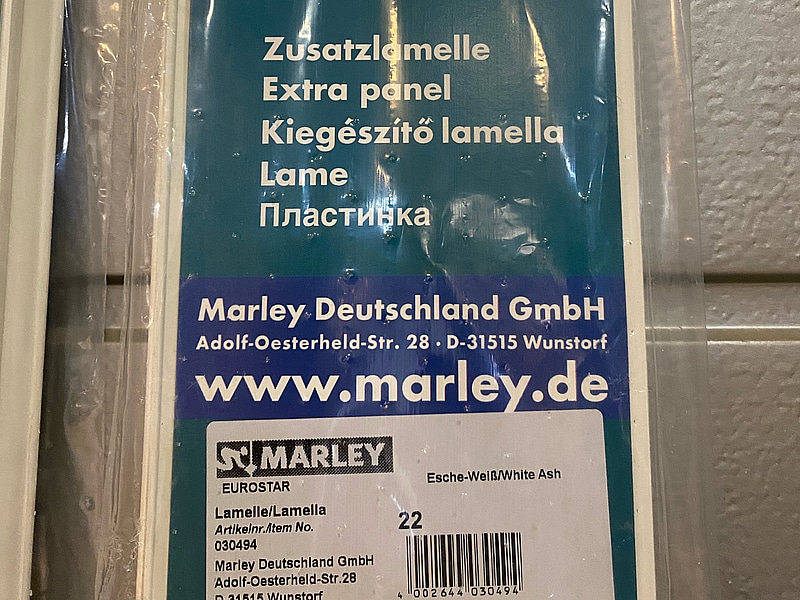 Zusatzlamelle
Extra panel
Kiegészítő lamella
Lame
Пластинка
Marley Deutschland GmbH
Adolf-Oesterheld-Str. 28 · D-31515 Wunstorf
www.marley.de
MARLEY
EUROSTAR
Esche-Weiß/White Ash
Lamelle/Lamella
Artikelnr./Item No.
030494
22
Marley Deutschland GmbH
Adolf-Oesterheld-Str.28
D-31515 Wunstorf
4 002644 030494